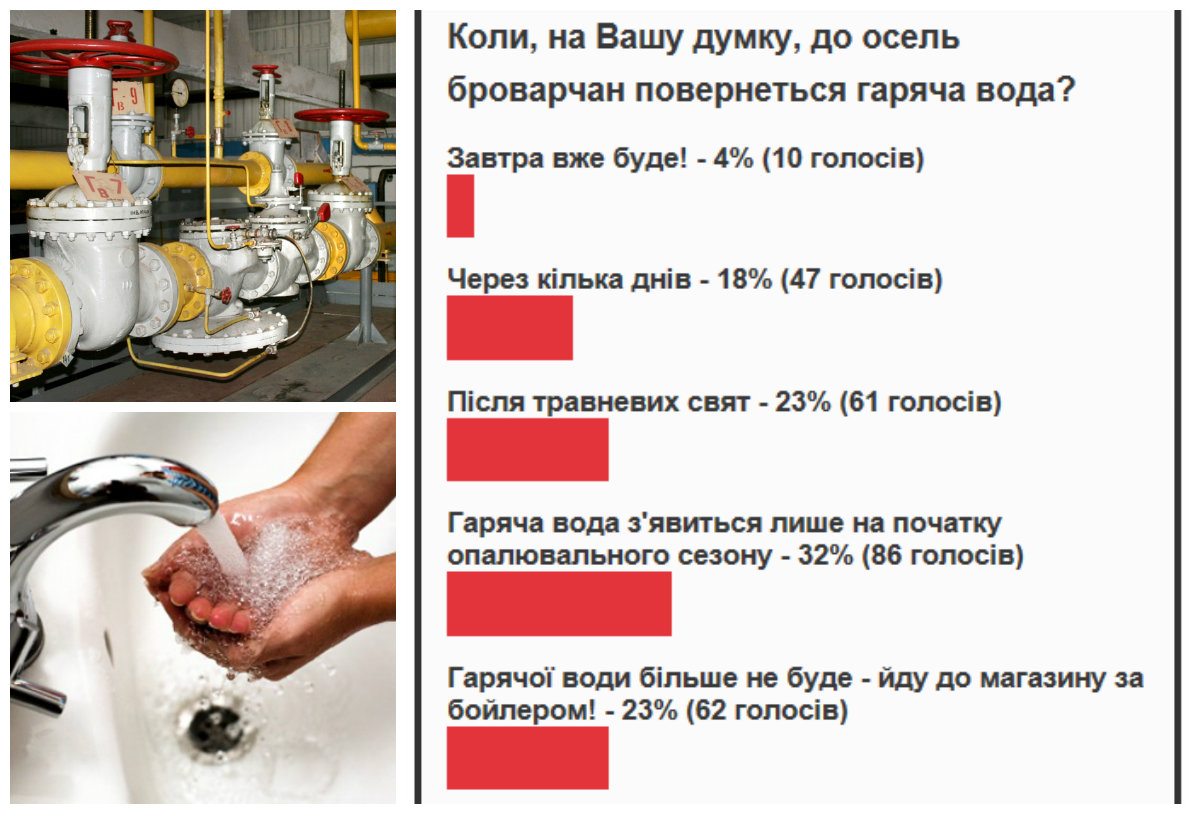 Г-9
В
Г-7
В
Коли, на Вашу думку, до осель
броварчан повернеться гаряча вода?
Завтра вже буде! - 4% (10 голосів)
Через кілька днів - 18% (47 голосів)
Після травневих свят - 23% (61 голосів)
Гаряча вода з'явиться лише на початку
опалювального сезону - 32% (86 голосів)
Гарячої води більше не буде - йду до магазину за
бойлером! - 23% (62 голосів)